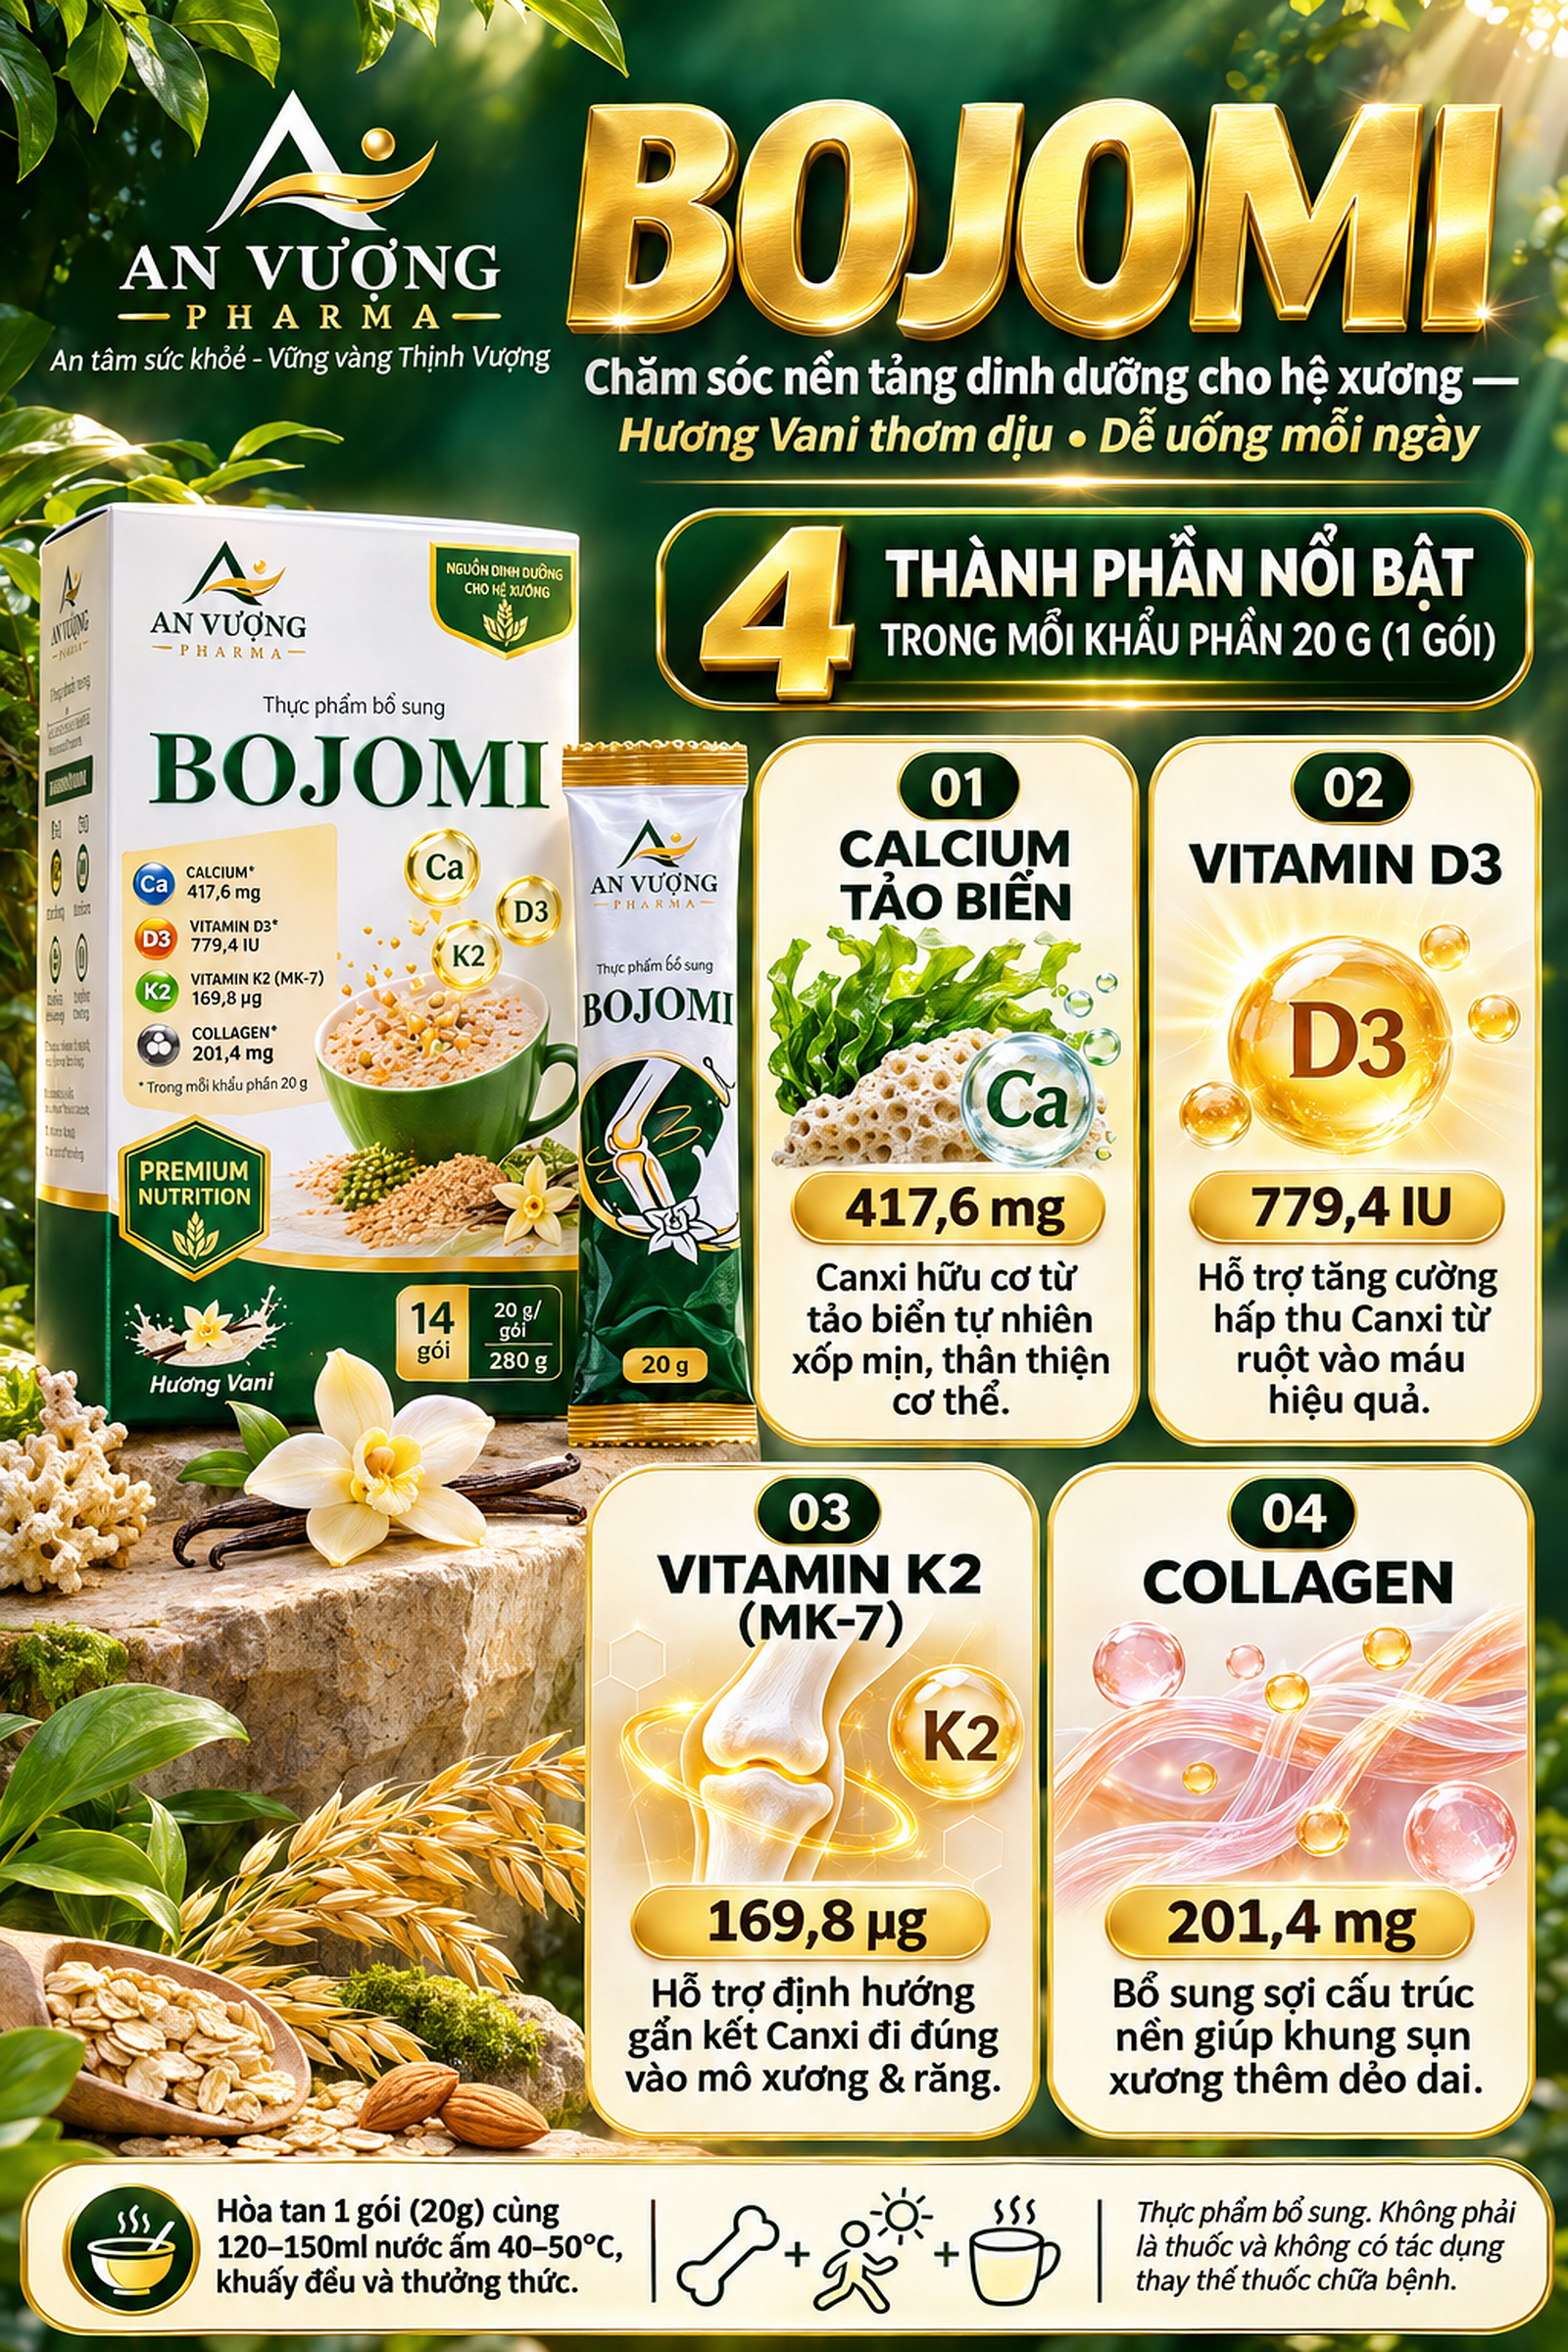 AN VƯỢNG
PHARMA
An tâm sức khỏe - Vững vàng Thịnh Vượng
BOJOMI
Chăm sóc nền tảng dinh dưỡng cho hệ xương —
Hương Vani thơm dịu • Dễ uống mỗi ngày
4
THÀNH PHẦN NỔI BẬT
TRONG MỖI KHẨU PHẦN 20 G (1 GÓI)
AN VƯỢNG
PHARMA
NGUỒN DINH DƯỠNG
CHO HỆ XƯƠNG
Thực phẩm bổ sung
BOJOMI
Ca
CALCIUM*
417,6 mg
D3
VITAMIN D3*
779,4 IU
K2
VITAMIN K2 (MK-7)
169,8 µg
COLLAGEN*
201,4 mg
* Trong mỗi khẩu phần 20 g
Ca
D3
K2
PREMIUM
NUTRITION
Hương Vani
14
gói
20 g/
gói
280 g
AN VƯỢNG
PHARMA
AN VƯỢNG
PHARMA
Thực phẩm bổ sung
BOJOMI
20 g
01
CALCIUM
TẢO BIỂN
Ca
417,6 mg
Canxi hữu cơ từ
tảo biển tự nhiên
xốp mịn, thân thiện
cơ thể.
02
VITAMIN D3
D3
779,4 IU
Hỗ trợ tăng cường
hấp thu Canxi từ
ruột vào máu
hiệu quả.
03
VITAMIN K2
(MK-7)
K2
169,8 µg
Hỗ trợ định hướng
gắn kết Canxi đi đúng
vào mô xương & răng.
04
COLLAGEN
201,4 mg
Bổ sung sợi cấu trúc
nền giúp khung sụn
xương thêm dẻo dai.
Hòa tan 1 gói (20g) cùng
120–150ml nước ấm 40–50°C,
khuấy đều và thưởng thức.
+
+
Thực phẩm bổ sung. Không phải
là thuốc và không có tác dụng
thay thế thuốc chữa bệnh.